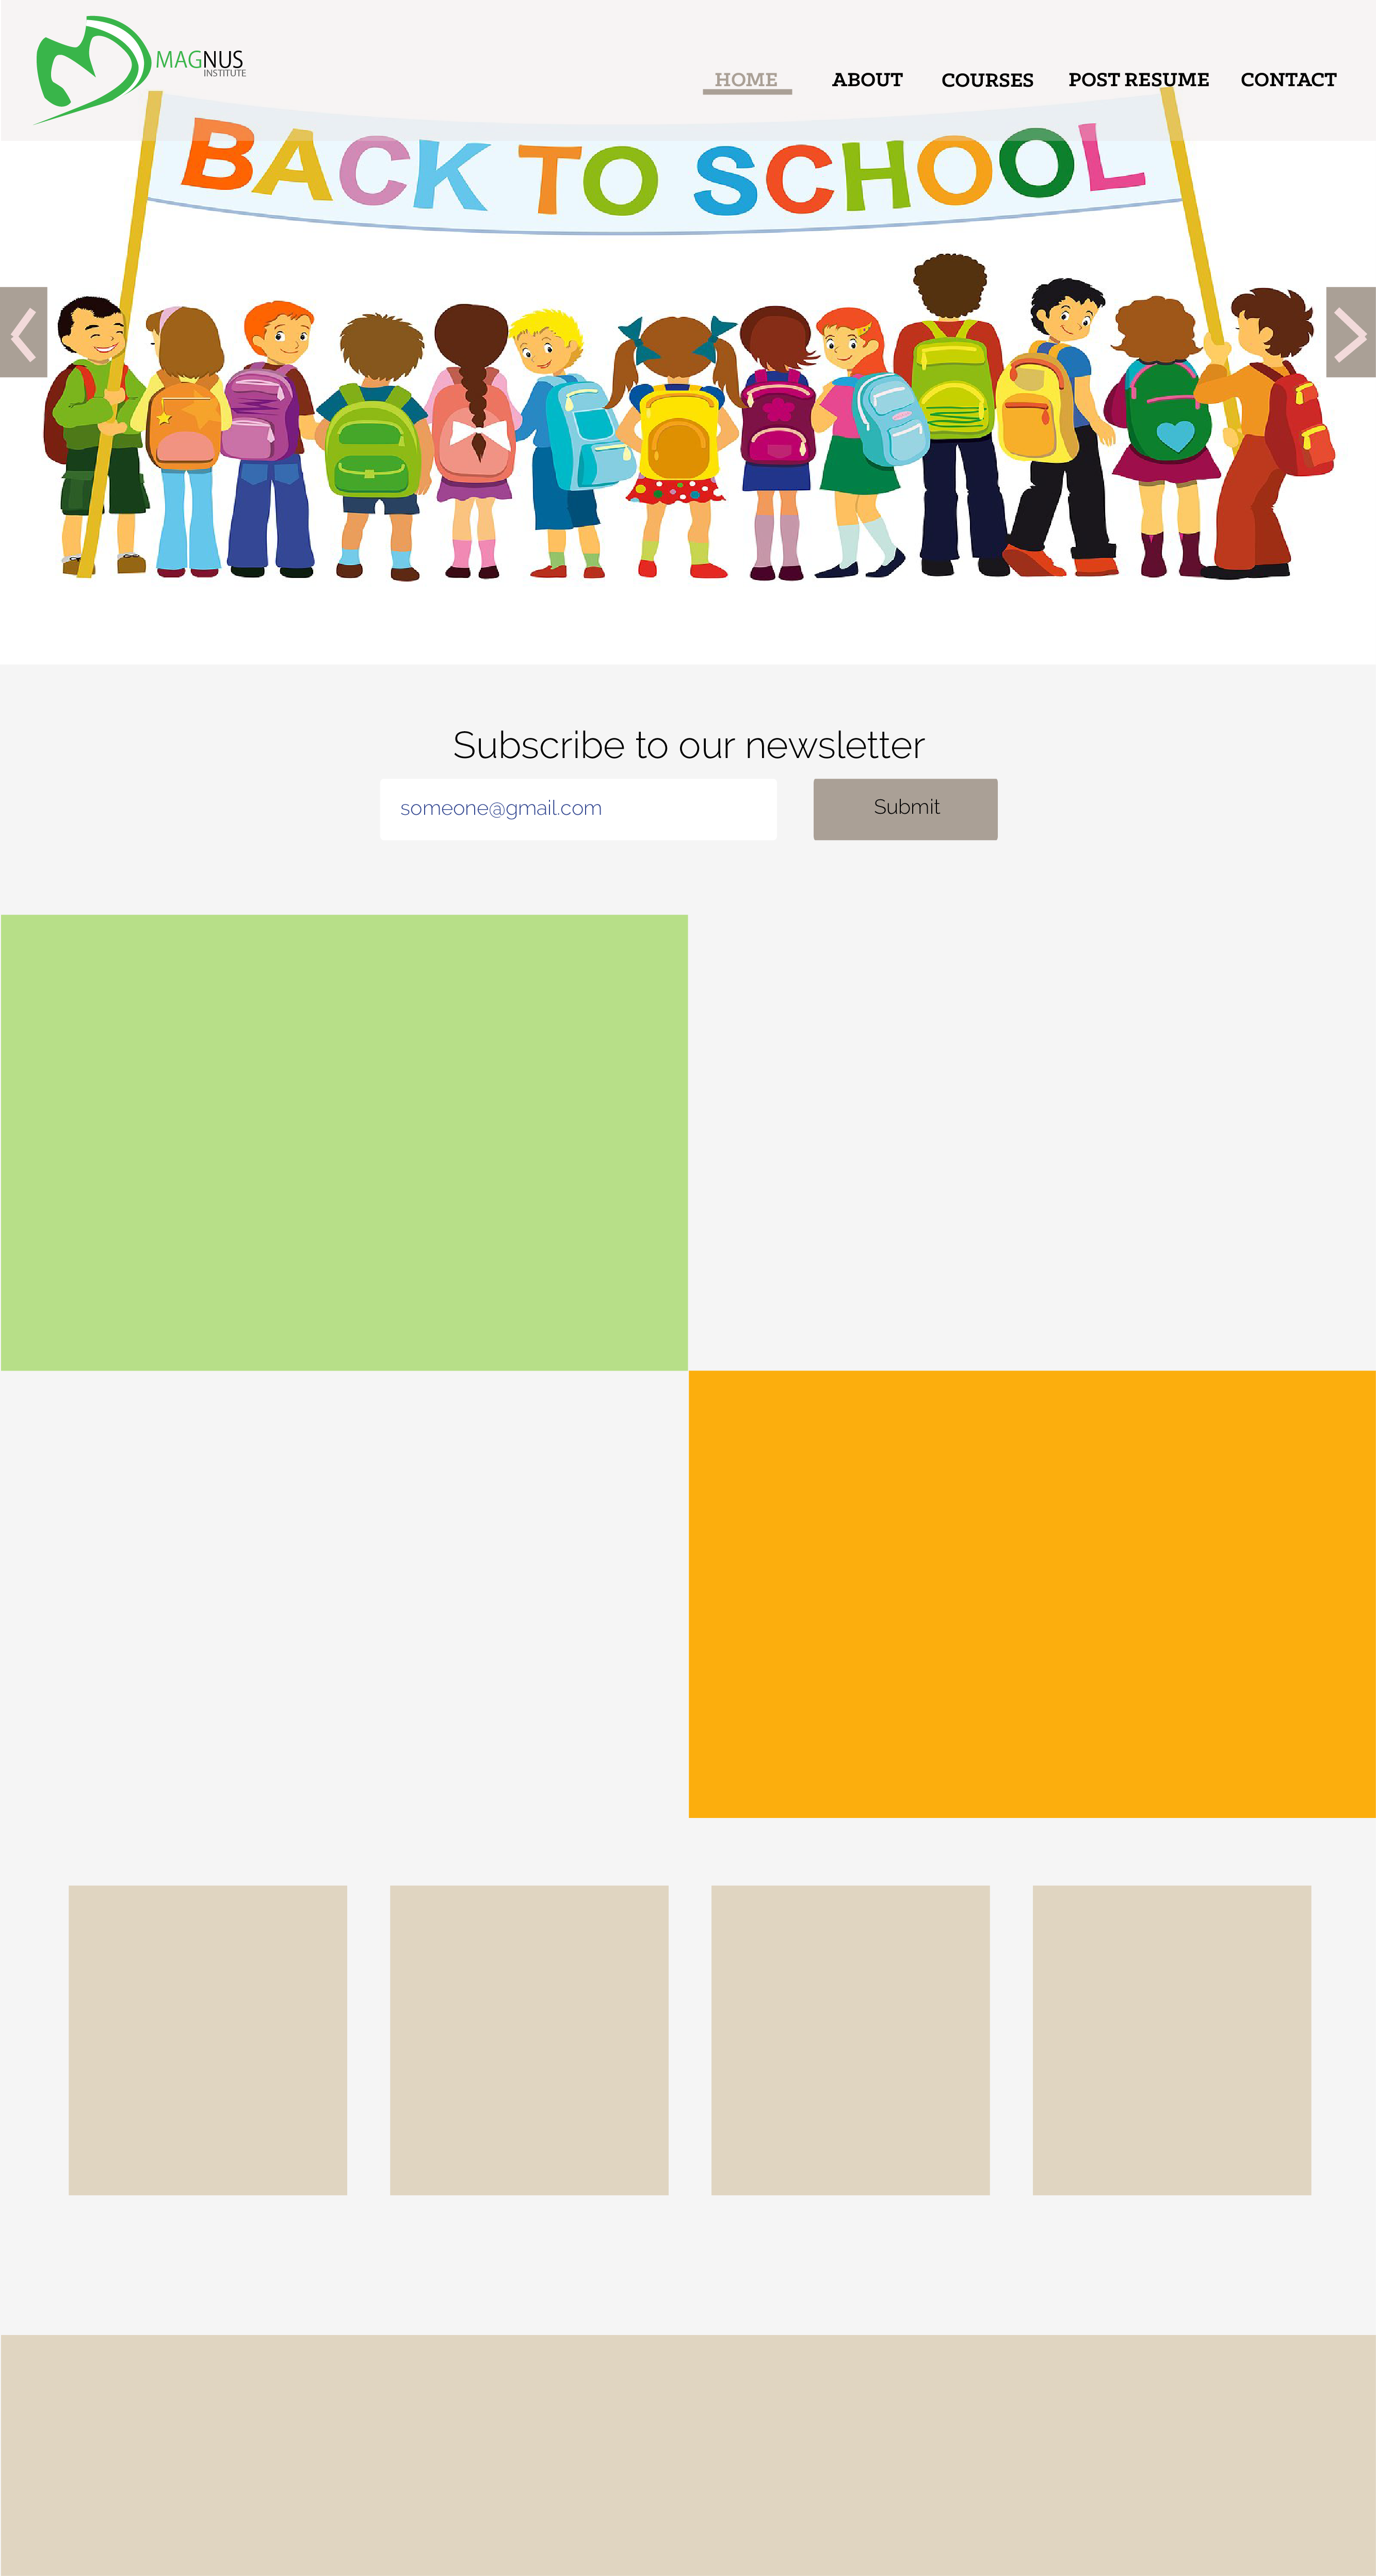 MAGNUS
INSTITUTE
HOME ABOUT COURSES POST RESUME CONTACT
BACK TO SCHOOL
Subscribe to our newsletter
someone@gmail.com Submit